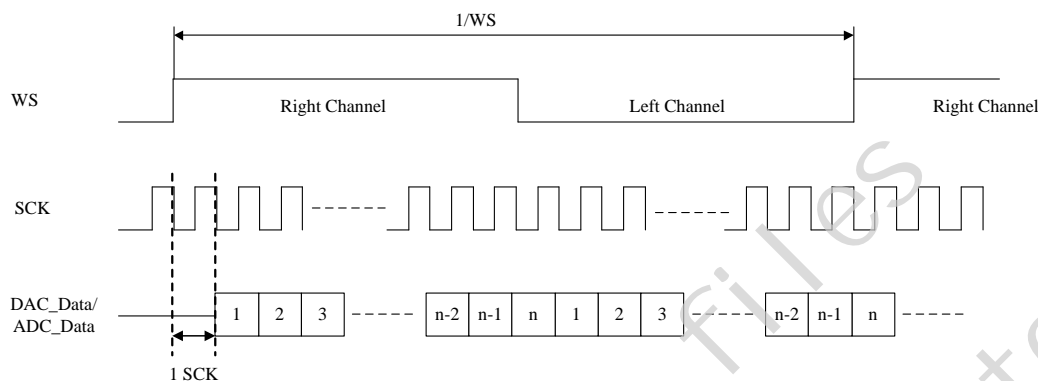 1/WS
WS
Right Channel
Left Channel
Right Channel
SCK
DAC_Data/
ADC_Data
1 2 3 n-2 n-1 n 1 2 3 n-2 n-1 n
1 SCK
files